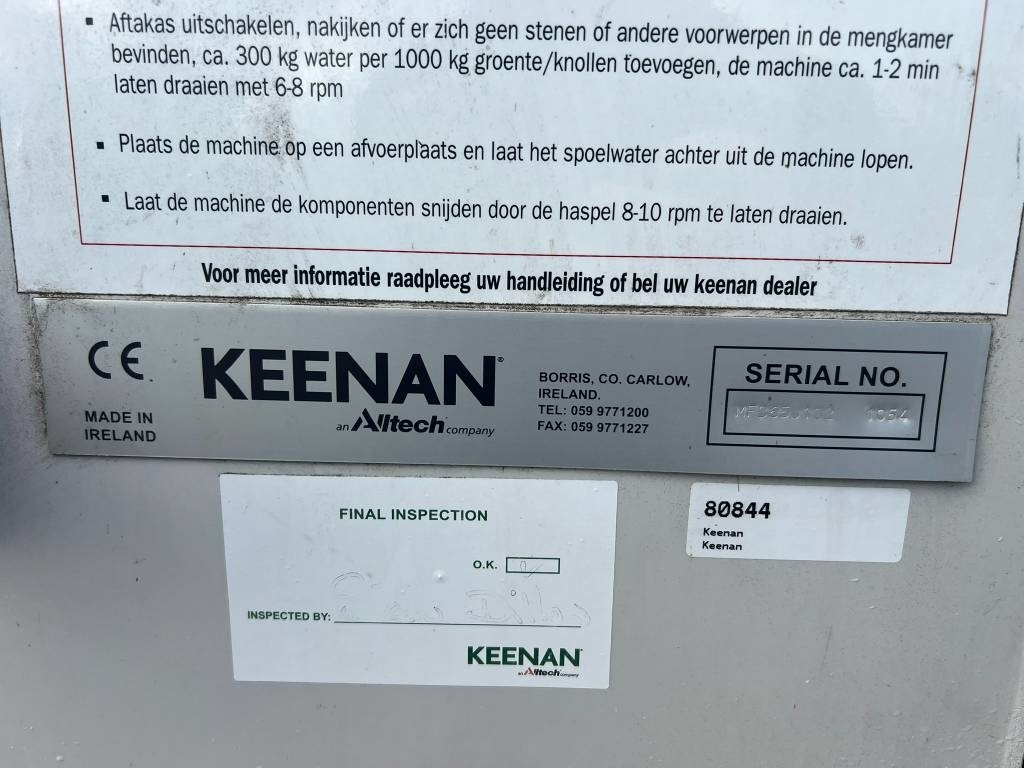 ▪ Aftakas uitschakelen, nakijken of er zich geen stenen of andere voorwerpen in de mengkamer
bevinden, ca. 300 kg water per 1000 kg groente/knollen toevoegen, de machine ca. 1-2 min
laten draaien met 6-8 rpm
▪ Plaats de machine op een afvoerplaats en laat het spoelwater achter uit de machine lopen.
▪ Laat de machine de komponenten snijden door de haspel 8-10 rpm te laten draaien.
Voor meer informatie raadpleeg uw handleiding of bel uw keenan dealer
CE
MADE IN
IRELAND
KEENAN®
an Alltech company
BORRIS, CO. CARLOW,
IRELAND.
TEL: 059 9771200
FAX: 059 9771227
SERIAL NO.
1054
FINAL INSPECTION
O.K.
INSPECTED BY:
KEENAN
an Alltech company
80844
Keenan
Keenan